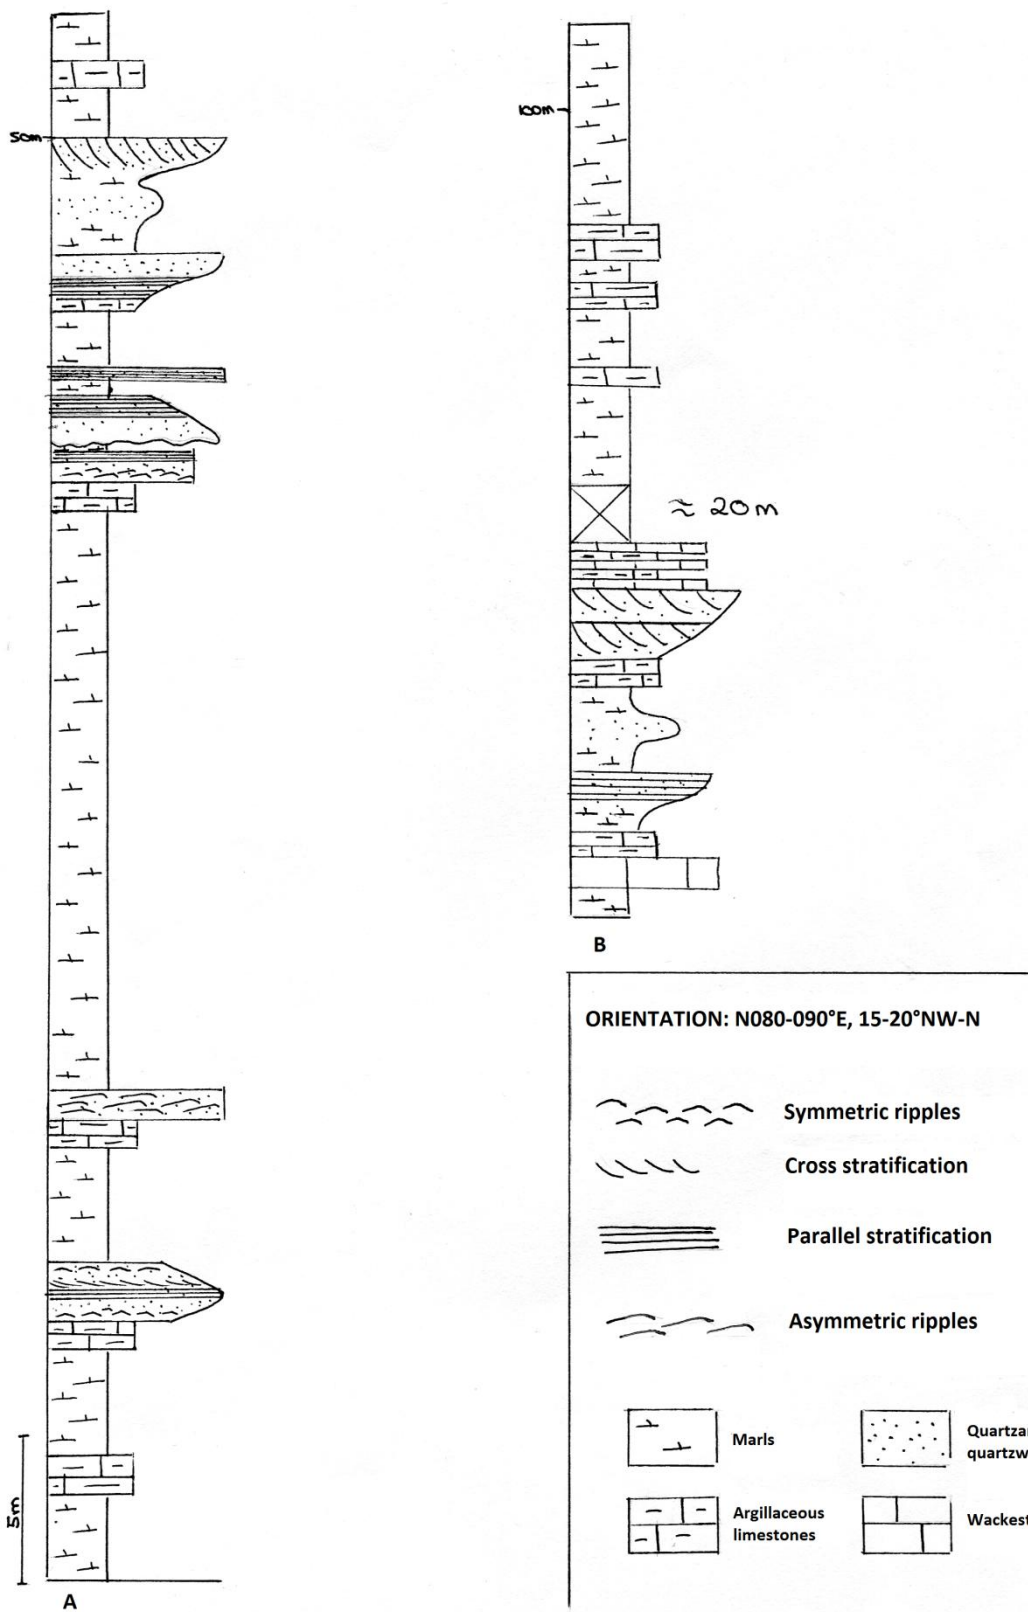 50m
5m
A
100m
≈ 20m
B
ORIENTATION: N080-090°E, 15-20°NW-N
Symmetric ripples
Cross stratification
Parallel stratification
Asymmetric ripples
Marls
Argillaceous
limestones